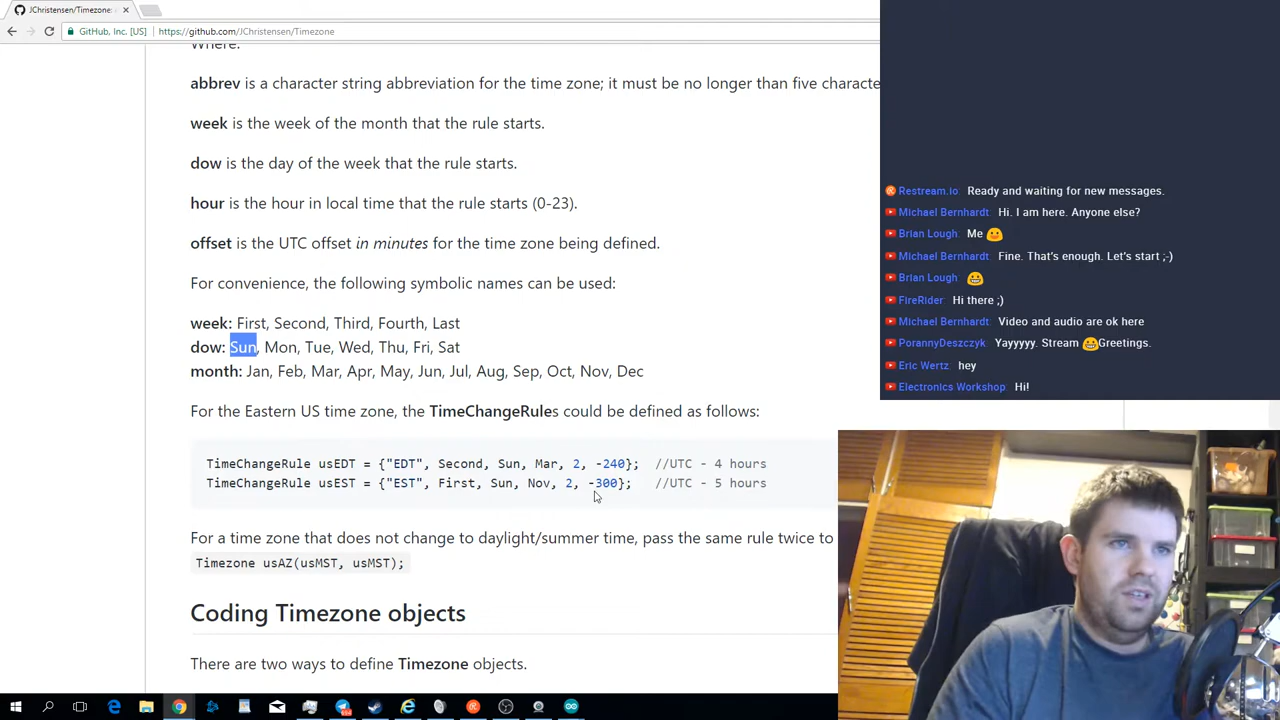 JChristensen/Timezone:
GitHub, Inc. [US]
https://github.com/JChristensen/Timezone
Where:
abbrev is a character string abbreviation for the time zone; it must be no longer than five characte
week is the week of the month that the rule starts.
dow is the day of the week that the rule starts.
hour is the hour in local time that the rule starts (0-23).
offset is the UTC offset in minutes for the time zone being defined.
For convenience, the following symbolic names can be used:
week: First, Second, Third, Fourth, Last
dow: Sun, Mon, Tue, Wed, Thu, Fri, Sat
month: Jan, Feb, Mar, Apr, May, Jun, Jul, Aug, Sep, Oct, Nov, Dec
For the Eastern US time zone, the TimeChangeRules could be defined as follows:
TimeChangeRule usEDT = {"EDT", Second, Sun, Mar, 2, -240}; //UTC - 4 hours
TimeChangeRule usEST = {"EST", First, Sun, Nov, 2, -300}; //UTC - 5 hours
For a time zone that does not change to daylight/summer time, pass the same rule twice to
Timezone usAZ(usMST, usMST);
Coding Timezone objects
There are two ways to define Timezone objects.
Restream.io: Ready and waiting for new messages.
Michael Bernhardt: Hi. I am here. Anyone else?
Brian Lough: Me
Michael Bernhardt: Fine. That's enough. Let's start ;-)
Brian Lough:
FireRider: Hi there ;)
Michael Bernhardt: Video and audio are ok here
PorannyDeszczyk: Yayyyyy. Stream Greetings.
Eric Wertz: hey
Electronics Workshop: Hi!